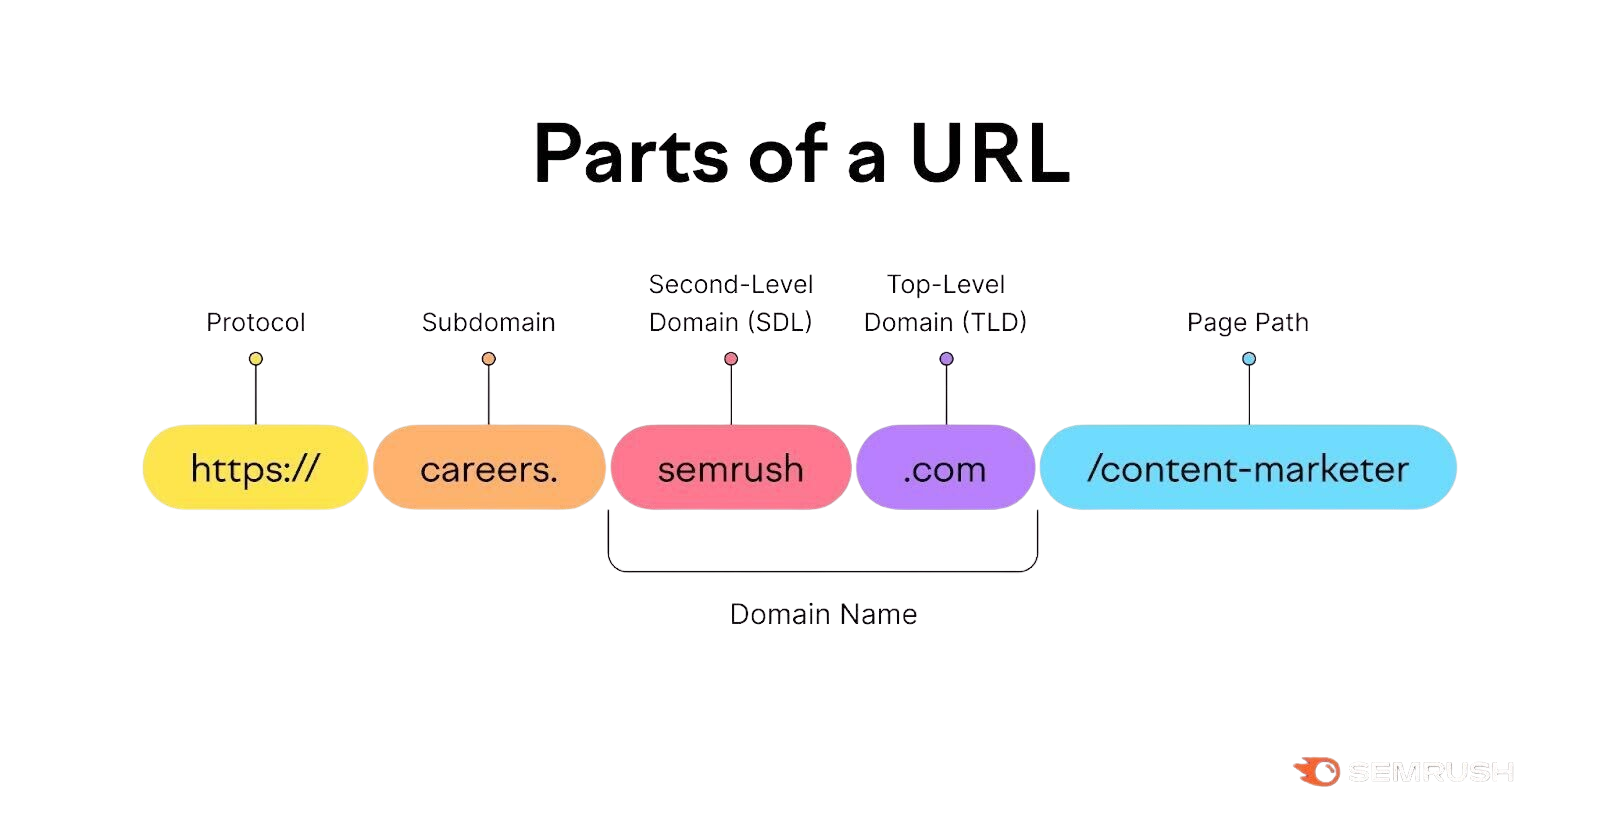 Parts of a URL
Protocol
Subdomain
Second-Level
Domain (SDL)
Top-Level
Domain (TLD)
Page Path
https://
careers.
semrush
.com
/content-marketer
Domain Name
SEMRUSH